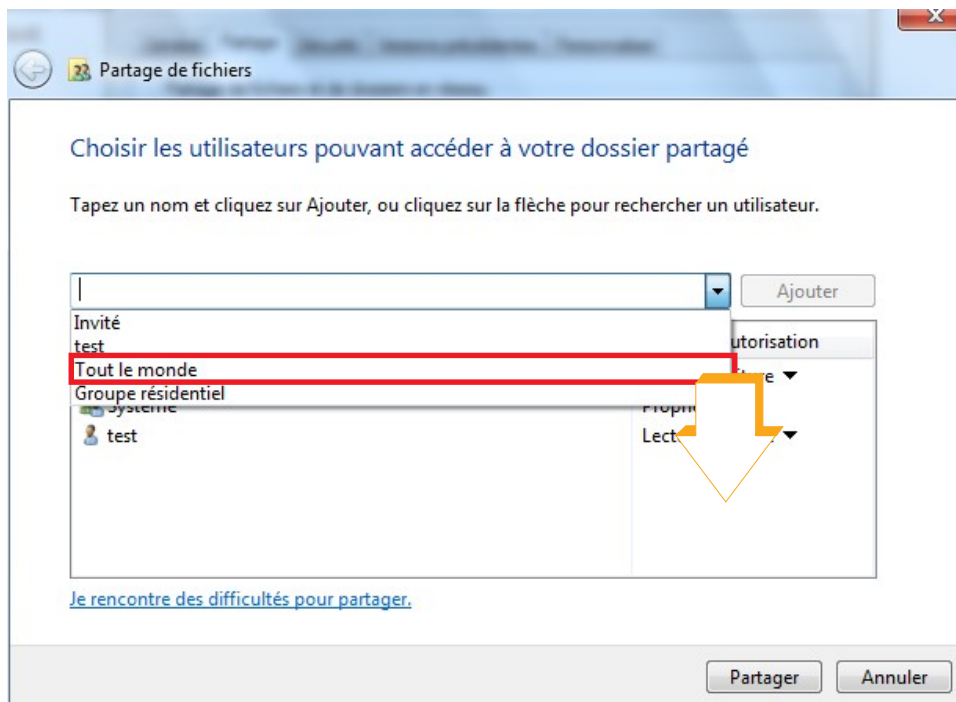 Partage de fichiers
Choisir les utilisateurs pouvant accéder à votre dossier partagé
Tapez un nom et cliquez sur Ajouter, ou cliquez sur la flèche pour rechercher un utilisateur.
Ajouter
Invité
test
utorisation
Tout le monde
Groupe résidentiel
Système
test
Je rencontre des difficultés pour partager.
Partager
Annuler